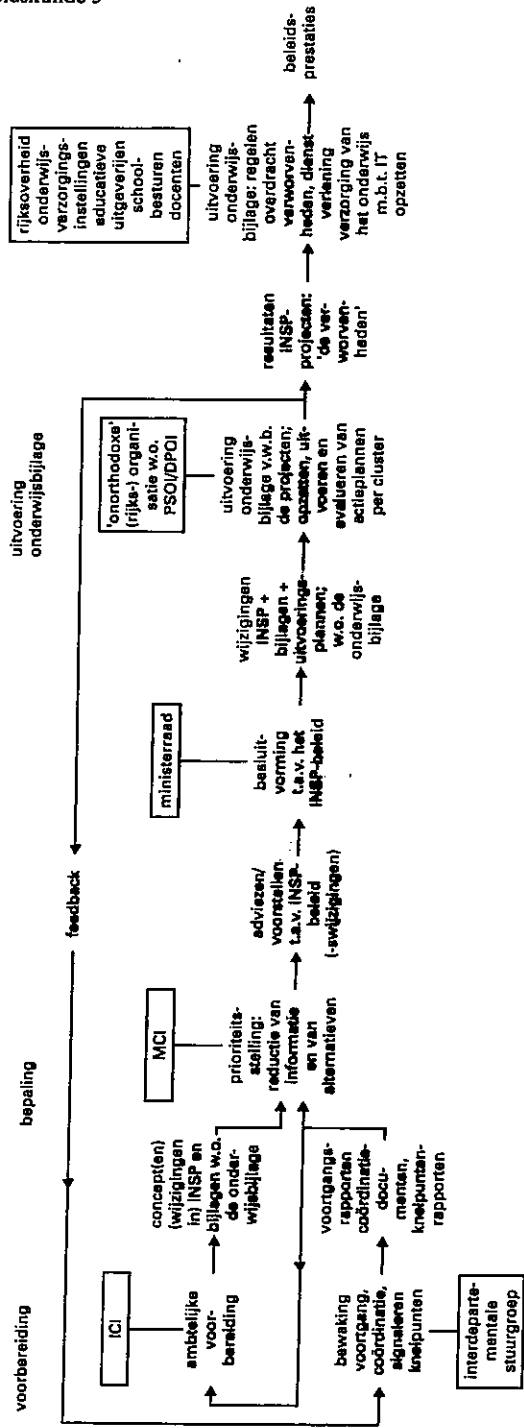 voorbereiding
bepaling
uitvoering
onderwijsbijlage
feedback
ICI
ambtelijke
voor-
bereiding
concept(en)
(wijzigingen
in) INSP en
bijlagen w.o.
de onder-
wijsbijlage
bewaking
voortgang,
coördinatie,
signaleren
knelpunten
interdeparte-
mentale
stuurgroep
voortgangs-
rapporten
coördinatie-
docu-
menten,
knelpunten-
rapporten
MCI
prioriteits-
stelling:
reductie van
informatie
en van
alternatieven
adviezen/
voorstellen
t.a.v. INSP-
beleid
(-swijzigingen)
ministerraad
besluit-
vorming
t.a.v. het
INSP-beleid
wijzigingen
INSP +
bijlagen +
uitvoerings-
plannen;
w.o. de
onderwijs-
bijlage
'onorthodoxe'
(rijks-) organi-
satie w.o.
PSOI/DPOI
uitvoering
onderwijs-
bijlage v.w.b.
de projecten;
opzetten, uit-
voeren en
evalueren van
actieplannen
per cluster
resultaten
INSP-
projecten:
'de ver-
worven-
heden'
rijksoverheid
onderwijs-
verzorgings-
instellingen
educatieve
uitgeverijen
school-
besturen
docenten
uitvoering
onderwijs-
bijlage: regelen
overdracht
verworven-
heden, dienst-
verlening
verzorging van
het onderwijs
m.b.t. IT
opzetten
beleids-
prestaties